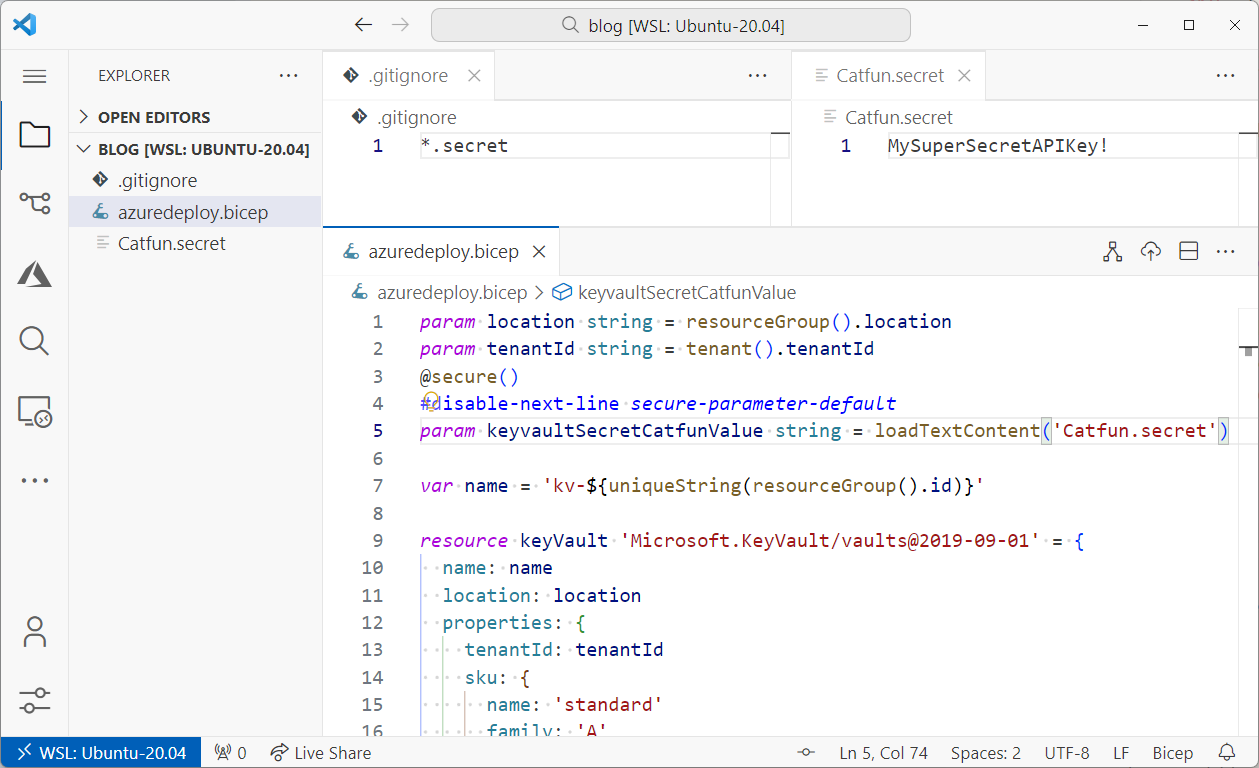 blog [WSL: Ubuntu-20.04]
EXPLORER
OPEN EDITORS
BLOG [WSL: UBUNTU-20.04]
.gitignore
azuredeploy.bicep
Catfun.secret
.gitignore
.gitignore
1 *.secret
Catfun.secret
Catfun.secret
1 MySuperSecretAPIKey!
azuredeploy.bicep
azuredeploy.bicep > keyvaultSecretCatfunValue
1 param location string = resourceGroup().location
2 param tenantId string = tenant().tenantId
3 @secure()
4 #disable-next-line secure-parameter-default
5 param keyvaultSecretCatfunValue string = loadTextContent('Catfun.secret')
6
7 var name = 'kv-${uniqueString(resourceGroup().id)}'
8
9 resource keyVault 'Microsoft.KeyVault/vaults@2019-09-01' = {
10 name: name
11 location: location
12 properties: {
13 tenantId: tenantId
14 sku: {
15 name: 'standard'
16 family: 'A'
WSL: Ubuntu-20.04 0 Live Share Ln 5, Col 74 Spaces: 2 UTF-8 LF Bicep